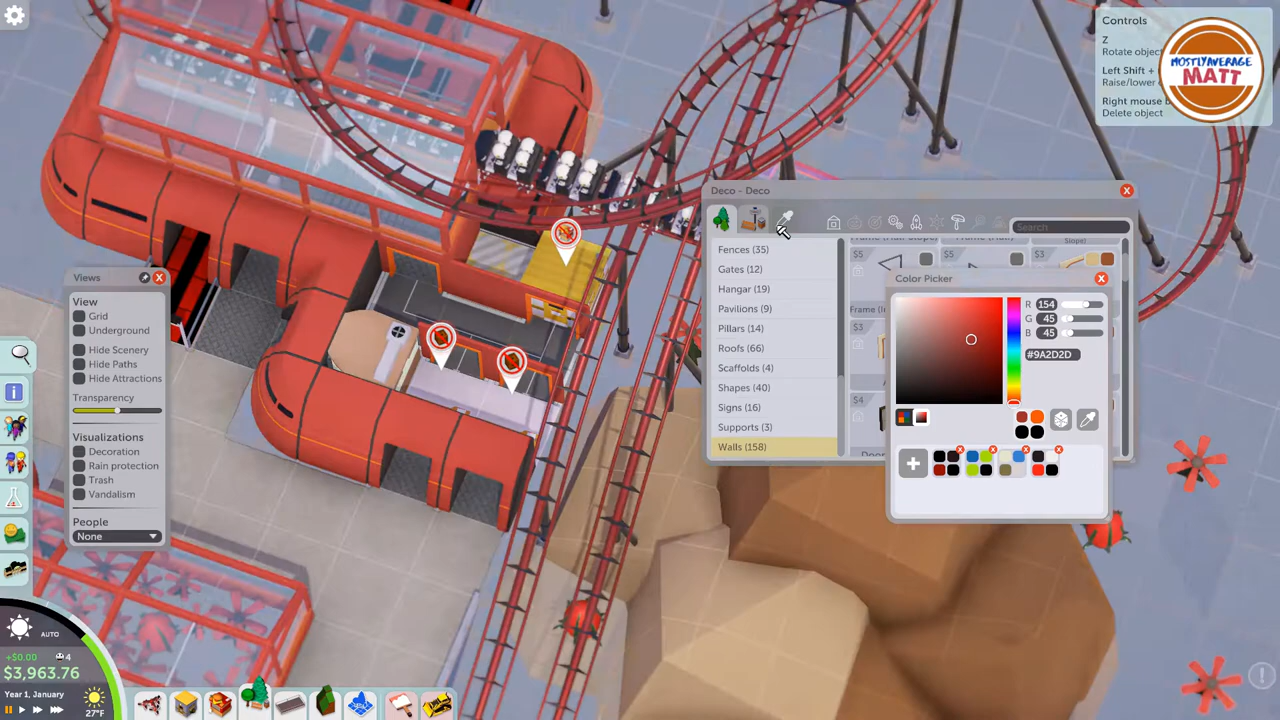 Controls
Z
Rotate objec
Left Shift +
Raise/lower
Right mouse b
Delete object
MOSTLYAVERAGE
MATT
Deco - Deco
Search
Fences (35)
Gates (12)
Hangar (19)
Pavilions (9)
Pillars (14)
Roofs (66)
Scaffolds (4)
Shapes (40)
Signs (16)
Supports (3)
Walls (158)
$5
$5
$3
$3
$4
Color Picker
R 154
G 45
B 45
#9A2D2D
Views
View
Grid
Underground
Hide Scenery
Hide Paths
Hide Attractions
Transparency
Visualizations
Decoration
Rain protection
Trash
Vandalism
People
None
AUTO
+$0.00 4
$3,963.76
Year 1, January
27°F